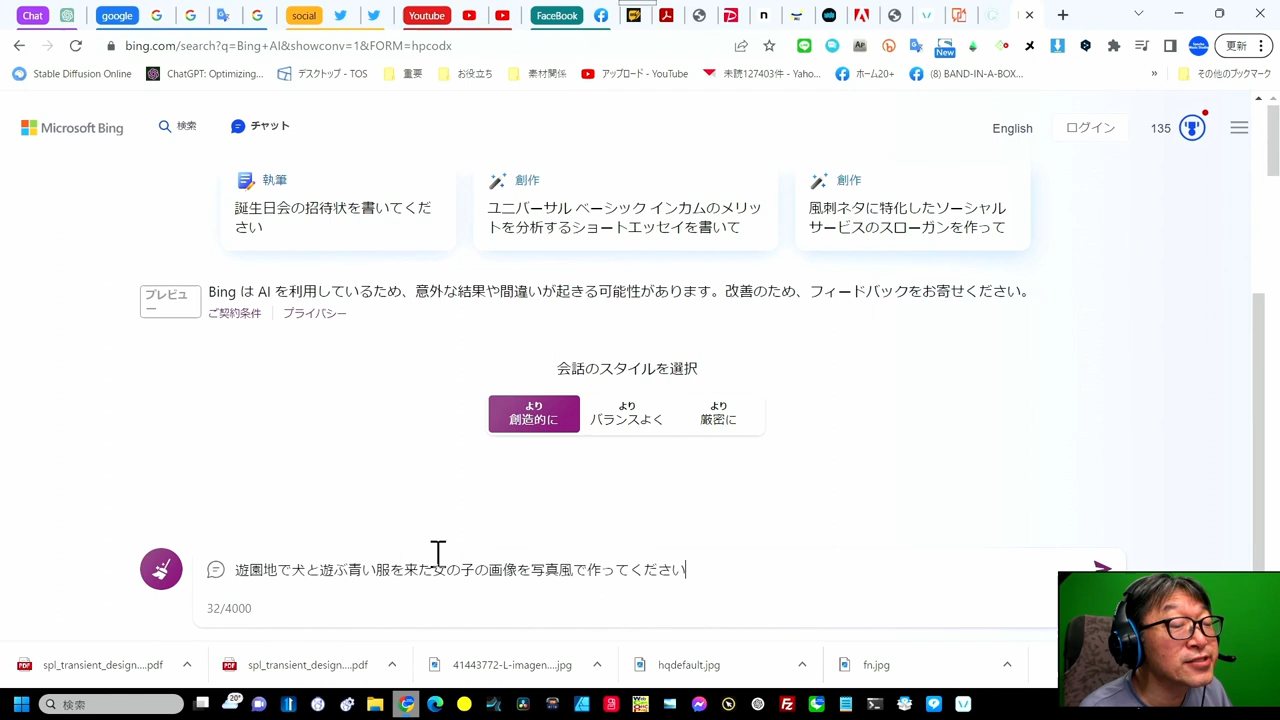 Chat
google
social
Youtube
FaceBook
bing.com/search?q=Bing+AI&showconv=1&FORM=hpcodx
New
更新
Stable Diffusion Online
ChatGPT: Optimizing...
デスクトップ - TOS
重要
お役立ち
素材関係
アップロード - YouTube
未読127403件 - Yaho...
ホーム20+
(8) BAND-IN-A-BOX...
»
その他のブックマーク
Microsoft Bing
検索
チャット
English
ログイン
135
執筆
誕生日会の招待状を書いてくだ
さい
創作
ユニバーサル ベーシック インカムのメリッ
トを分析するショートエッセイを書いて
創作
風刺ネタに特化したソーシャル
サービスのスローガンを作って
プレビュ
ー
Bing は AI を利用しているため、意外な結果や間違いが起きる可能性があります。改善のため、フィードバックをお寄せください。
ご契約条件
プライバシー
会話のスタイルを選択
より
創造的に
より
バランスよく
より
厳密に
遊園地で犬と遊ぶ青い服を来た女の子の画像を写真風で作ってください
32/4000
spl_transient_design....pdf
spl_transient_design....pdf
41443772-L-imagen....jpg
hqdefault.jpg
fn.jpg
検索
20°